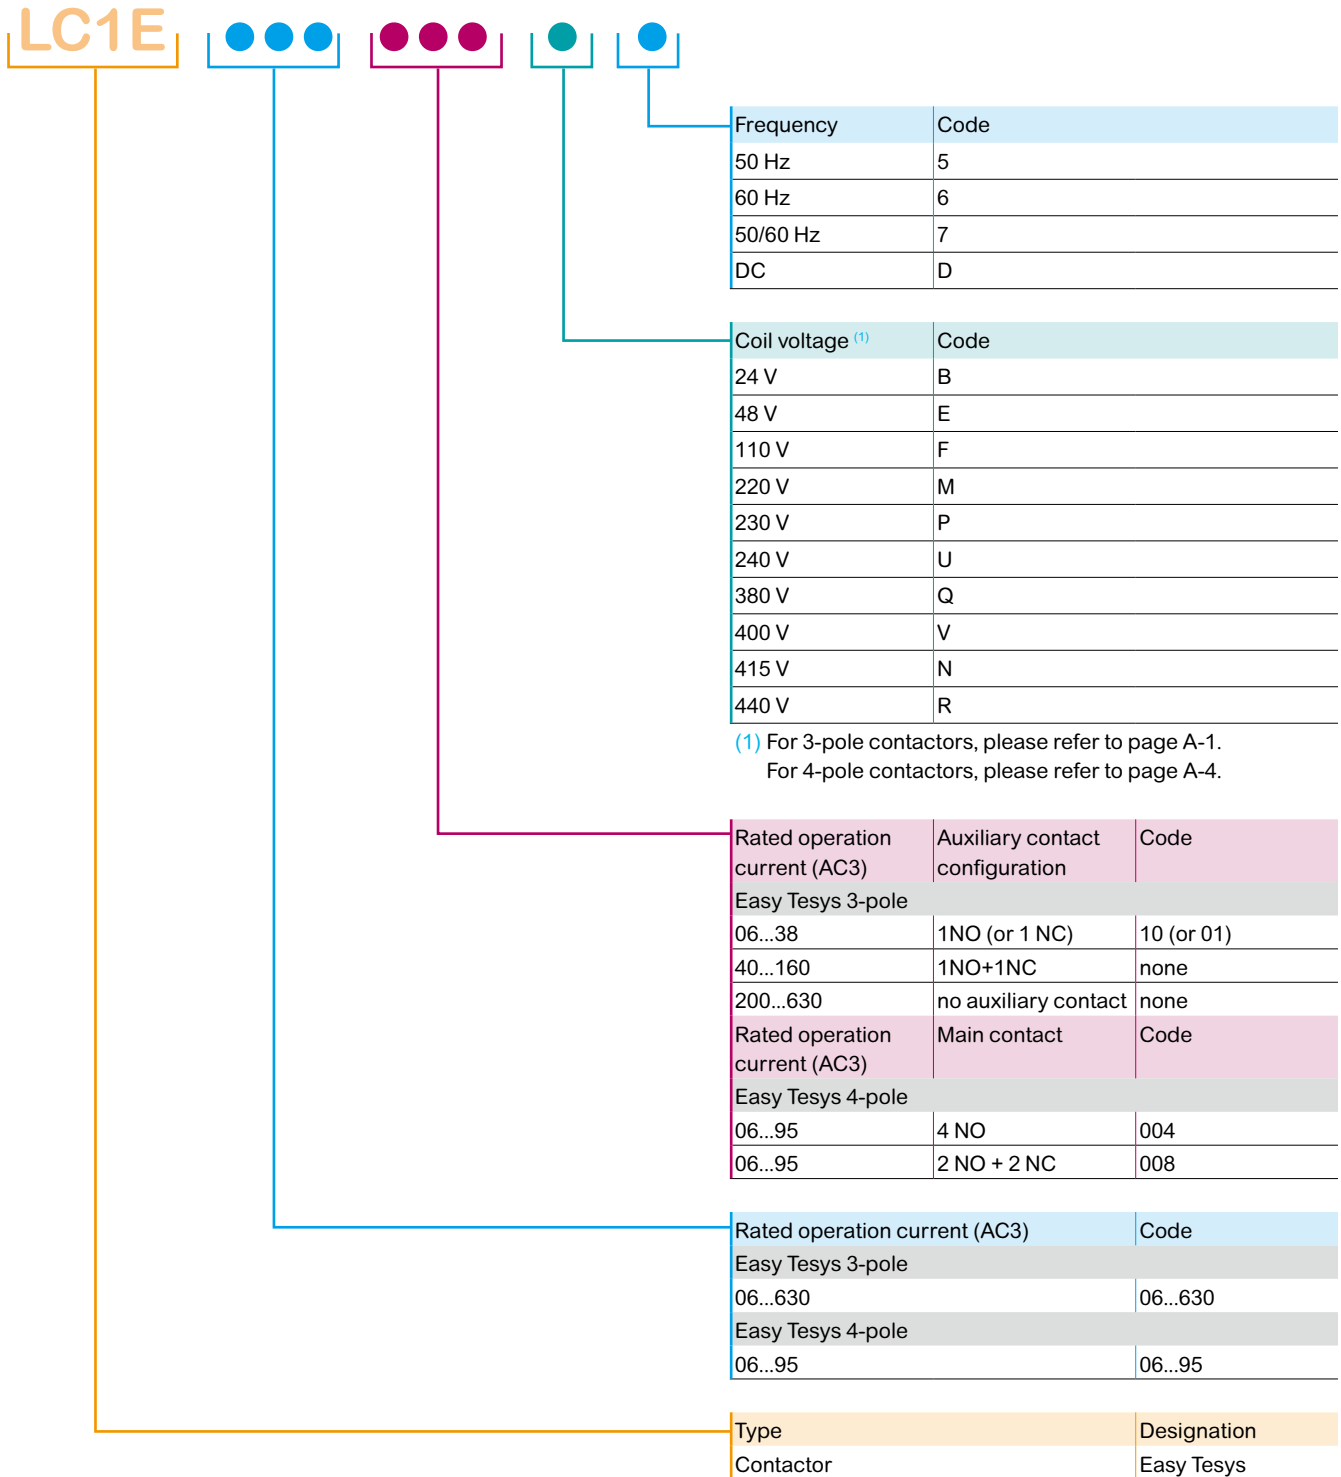 LC1E
Frequency Code
50 Hz 5
60 Hz 6
50/60 Hz 7
DC D
Coil voltage (1) Code
24 V B
48 V E
110 V F
220 V M
230 V P
240 V U
380 V Q
400 V V
415 V N
440 V R
(1) For 3-pole contactors, please refer to page A-1.
For 4-pole contactors, please refer to page A-4.
Rated operation Auxiliary contact Code
current (AC3) configuration
Easy Tesys 3-pole
06...38 1NO (or 1 NC) 10 (or 01)
40...160 1NO+1NC none
200...630 no auxiliary contact none
Rated operation Main contact Code
current (AC3)
Easy Tesys 4-pole
06...95 4 NO 004
06...95 2 NO + 2 NC 008
Rated operation current (AC3) Code
Easy Tesys 3-pole
06...630 06...630
Easy Tesys 4-pole
06...95 06...95
Type Designation
Contactor Easy Tesys